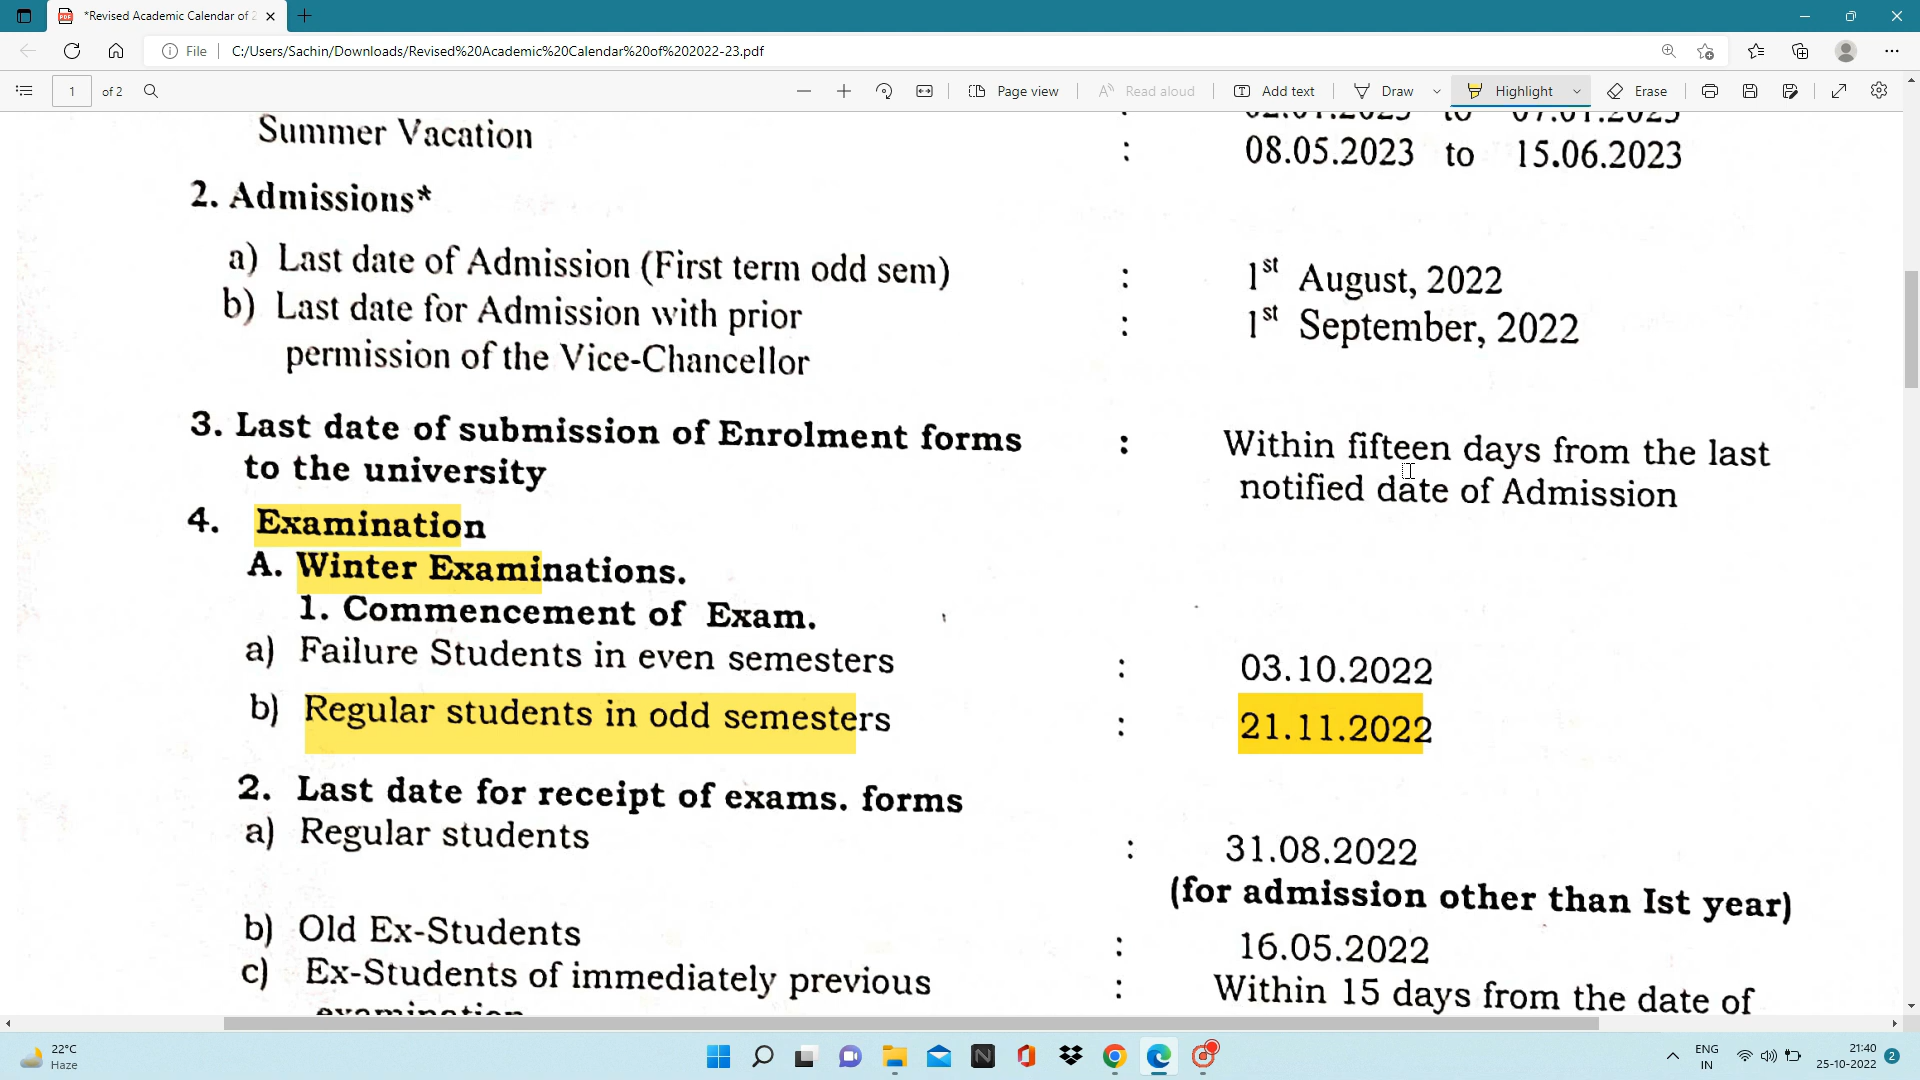 *Revised Academic Calendar of 2
File C:/Users/Sachin/Downloads/Revised%20Academic%20Calendar%20of%202022-23.pdf
1 of 2 Page view Read aloud Add text Draw Highlight Erase
02.01.2023 to 07.01.2023
Summer Vacation : 08.05.2023 to 15.06.2023
2. Admissions*
a) Last date of Admission (First term odd sem) : 1st August, 2022
b) Last date for Admission with prior : 1st September, 2022
permission of the Vice-Chancellor
3. Last date of submission of Enrolment forms : Within fifteen days from the last
to the university notified date of Admission
4. Examination
A. Winter Examinations.
1. Commencement of Exam.
a) Failure Students in even semesters : 03.10.2022
b) Regular students in odd semesters : 21.11.2022
2. Last date for receipt of exams. forms
a) Regular students : 31.08.2022
(for admission other than Ist year)
b) Old Ex-Students : 16.05.2022
c) Ex-Students of immediately previous : Within 15 days from the date of
examination
22°C
Haze
ENG
IN
21:40
25-10-2022
2